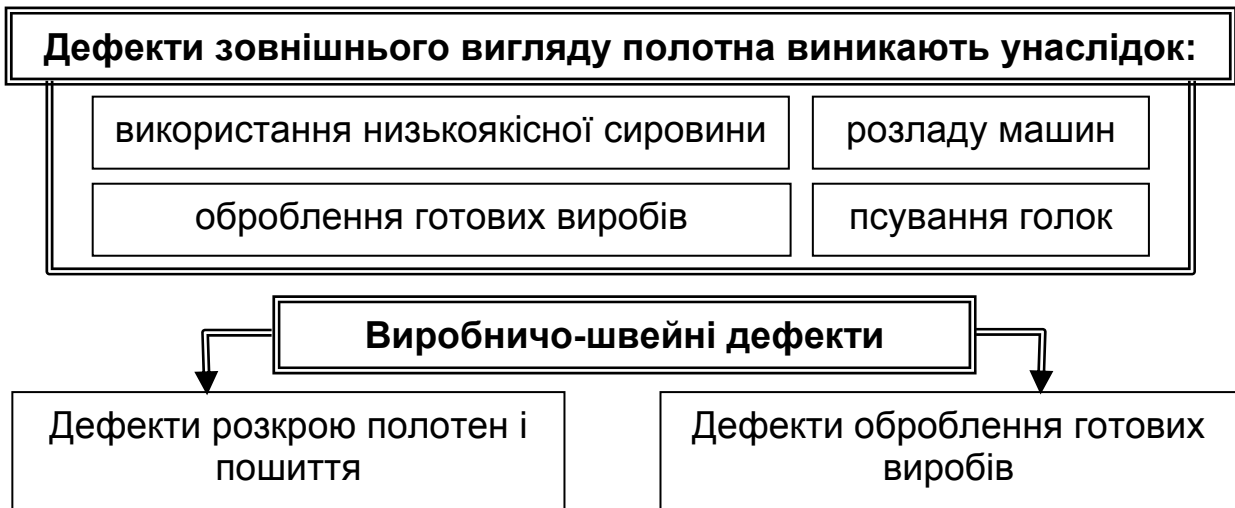 Дефекти зовнішнього вигляду полотна виникають унаслідок:
використання низькоякісної сировини
розладу машин
оброблення готових виробів
псування голок
Виробничо-швейні дефекти
Дефекти розкрою полотен і
пошиття
Дефекти оброблення готових
виробів